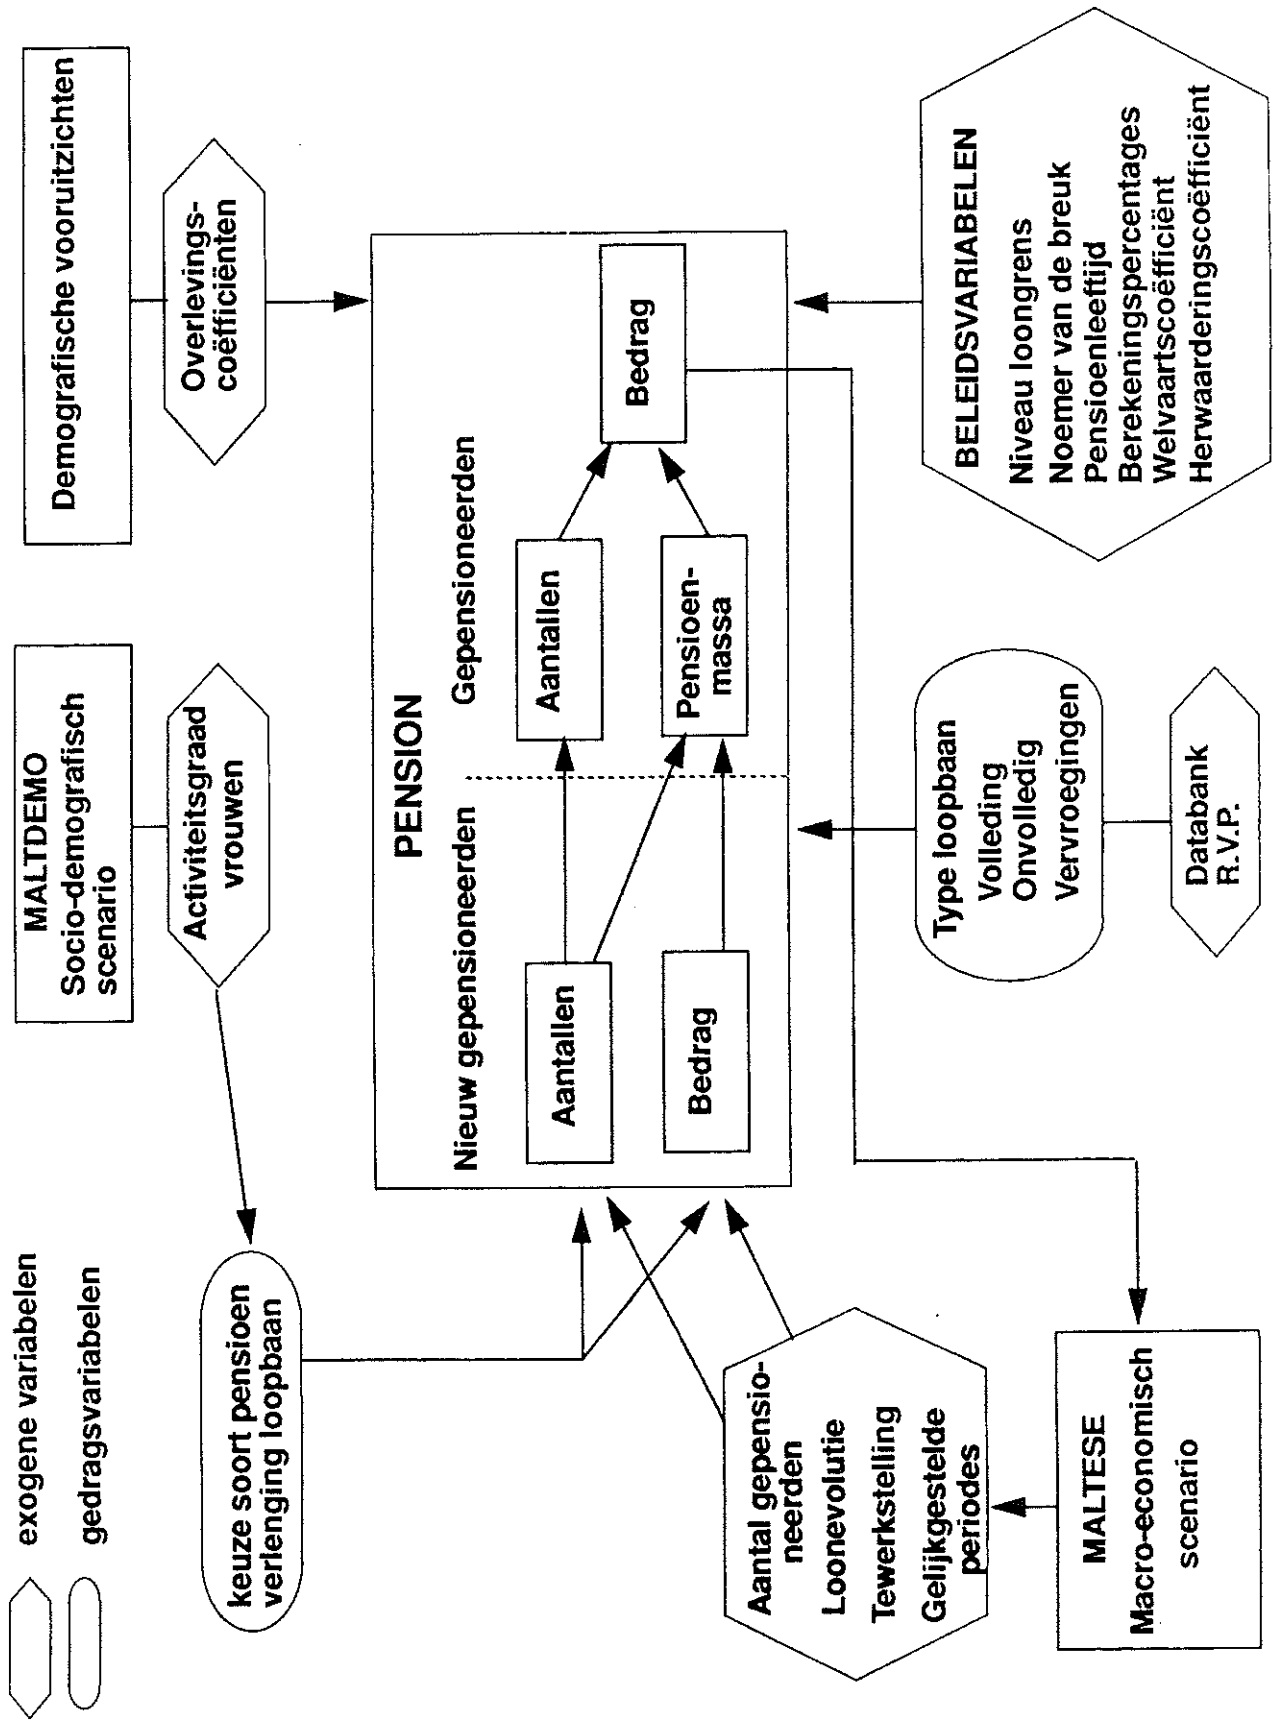 exogene variabelen
gedragsvariabelen
MALTDEMO
Socio-demografisch
scenario
Demografische vooruitzichten
Activiteitsgraad
vrouwen
Overlevings-
coëfficiënten
keuze soort pensioen
verlenging loopbaan
PENSION
Nieuw gepensioneerden
Gepensioneerden
Aantallen
Aantallen
Bedrag
Bedrag
Pensioen-
massa
Aantal gepensio-
neerden
Loonevolutie
Tewerkstelling
Gelijkgestelde
periodes
Type loopbaan
Volleding
Onvolledig
Vervroegingen
BELEIDSVARIABELEN
Niveau loongrens
Noemer van de breuk
Pensioenleeftijd
Berekeningspercentages
Welvaartscoëfficiënt
Herwaarderingscoëfficiënt
MALTESE
Macro-economisch
scenario
Databank
R.V.P.